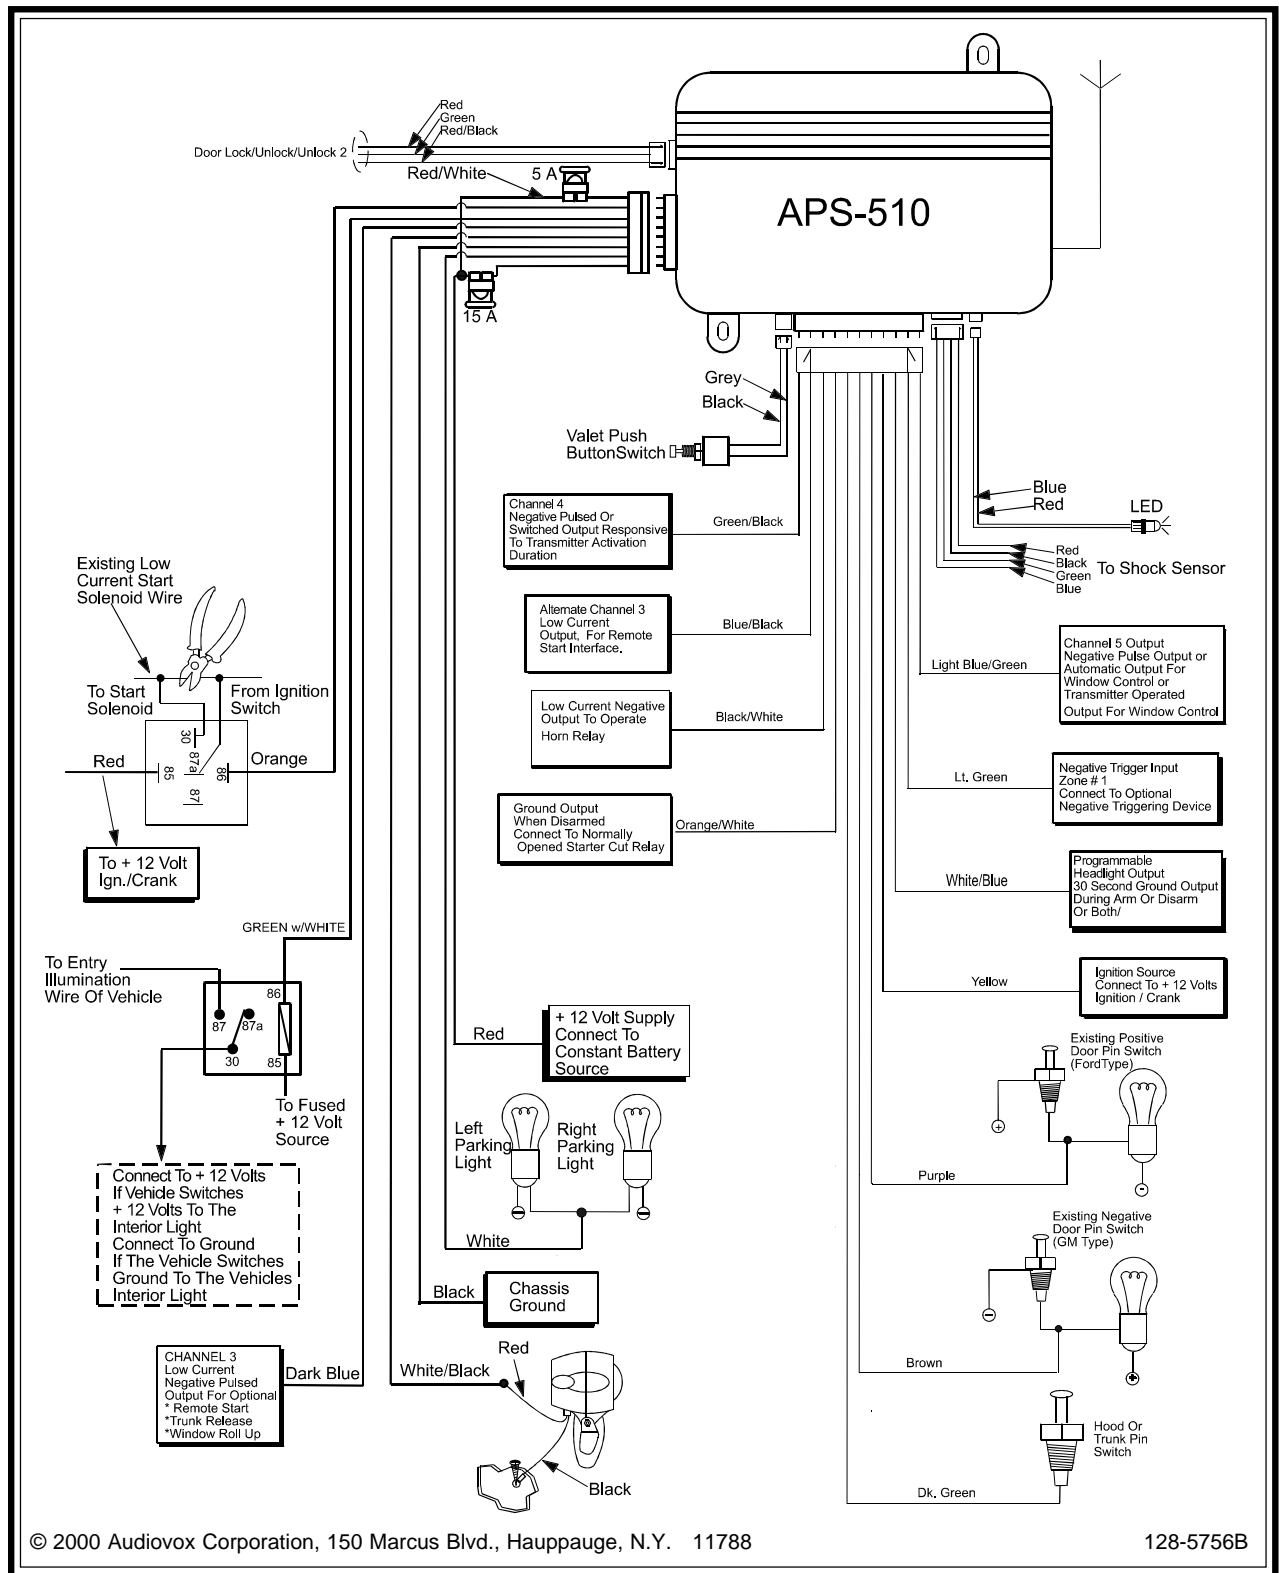 Red
Green
Red/Black
Door Lock/Unlock/Unlock 2
Red/White
5 A
APS-510
15 A
Grey
Black
Valet Push
ButtonSwitch
Blue
Red
LED
Red
Black
Green
Blue
To Shock Sensor
Channel 4
Negative Pulsed Or
Switched Output Responsive
To Transmitter Activation
Duration
Green/Black
Existing Low
Current Start
Solenoid Wire
To Start
Solenoid
From Ignition
Switch
30
87a
85
86
87
Red
Orange
To + 12 Volt
Ign./Crank
Alternate Channel 3
Low Current
Output, For Remote
Start Interface.
Blue/Black
Channel 5 Output
Negative Pulse Output or
Automatic Output For
Window Control or
Transmitter Operated
Output For Window Control
Light Blue/Green
Low Current Negative
Output To Operate
Horn Relay
Black/White
Lt. Green
Negative Trigger Input
Zone # 1
Connect To Optional
Negative Triggering Device
Ground Output
When Disarmed
Connect To Normally
Opened Starter Cut Relay
Orange/White
White/Blue
Programmable
Headlight Output
30 Second Ground Output
During Arm Or Disarm
Or Both/
GREEN w/WHITE
To Entry
Illumination
Wire Of Vehicle
86
87
87a
30
85
To Fused
+ 12 Volt
Source
Yellow
Ignition Source
Connect To + 12 Volts
Ignition / Crank
Red
+ 12 Volt Supply
Connect To
Constant Battery
Source
Existing Positive
Door Pin Switch
(FordType)
+
-
Purple
Left
Parking
Light
Right
Parking
Light
White
Connect To + 12 Volts
If Vehicle Switches
+ 12 Volts To The
Interior Light
Connect To Ground
If The Vehicle Switches
Ground To The Vehicles
Interior Light
Existing Negative
Door Pin Switch
(GM Type)
Black
Chassis
Ground
Brown
CHANNEL 3
Low Current
Negative Pulsed
Output For Optional
* Remote Start
*Trunk Release
*Window Roll Up
Dark Blue
White/Black
Red
Black
Hood Or
Trunk Pin
Switch
Dk. Green
© 2000 Audiovox Corporation, 150 Marcus Blvd., Hauppauge, N.Y. 11788
128-5756B